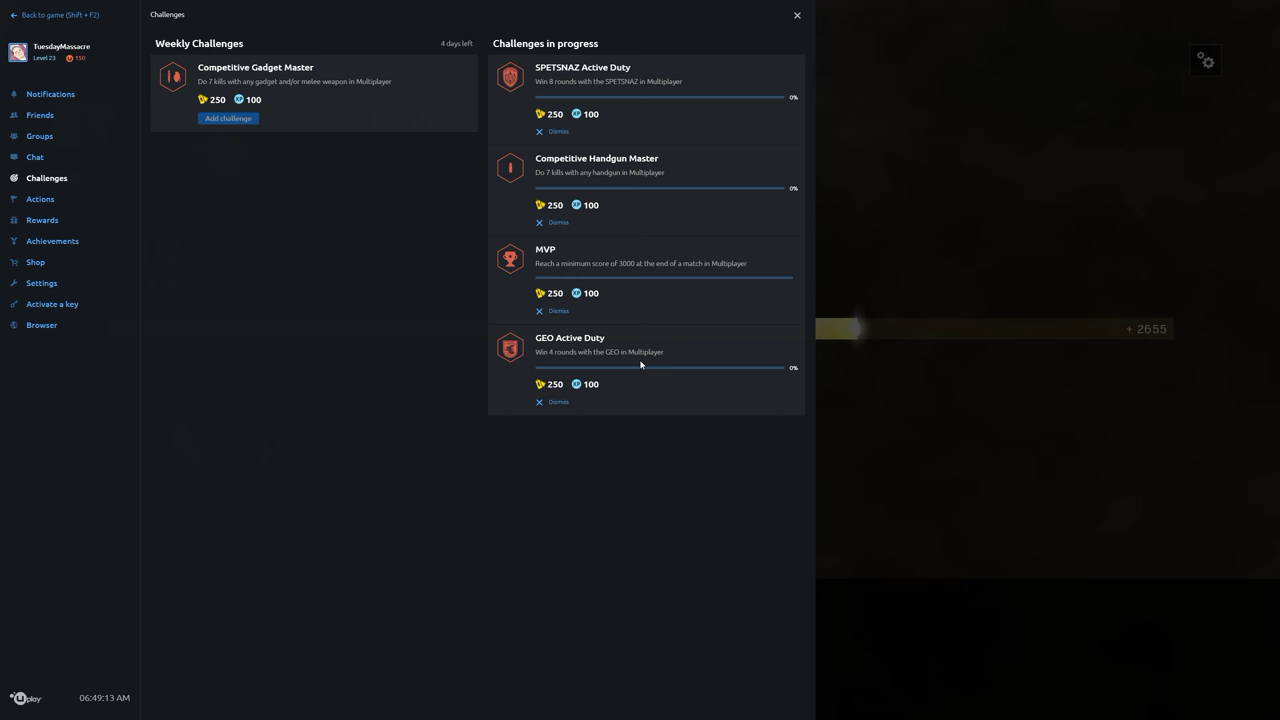 Back to game (Shift + F2)
Challenges
TuesdayMassacre
Level 23 150
Notifications
Friends
Groups
Chat
Challenges
Actions
Rewards
Achievements
Shop
Settings
Activate a key
Browser
Weekly Challenges 4 days left
Competitive Gadget Master
Do 7 kills with any gadget and/or melee weapon in Multiplayer
250 XP 100
Add challenge
Challenges in progress
SPETSNAZ Active Duty
Win 8 rounds with the SPETSNAZ in Multiplayer
0%
250 XP 100
Dismiss
Competitive Handgun Master
Do 7 kills with any handgun in Multiplayer
0%
250 XP 100
Dismiss
MVP
Reach a minimum score of 3000 at the end of a match in Multiplayer
250 XP 100
Dismiss
GEO Active Duty
Win 4 rounds with the GEO in Multiplayer
0%
250 XP 100
Dismiss
+ 2655
uplay 06:49:13 AM